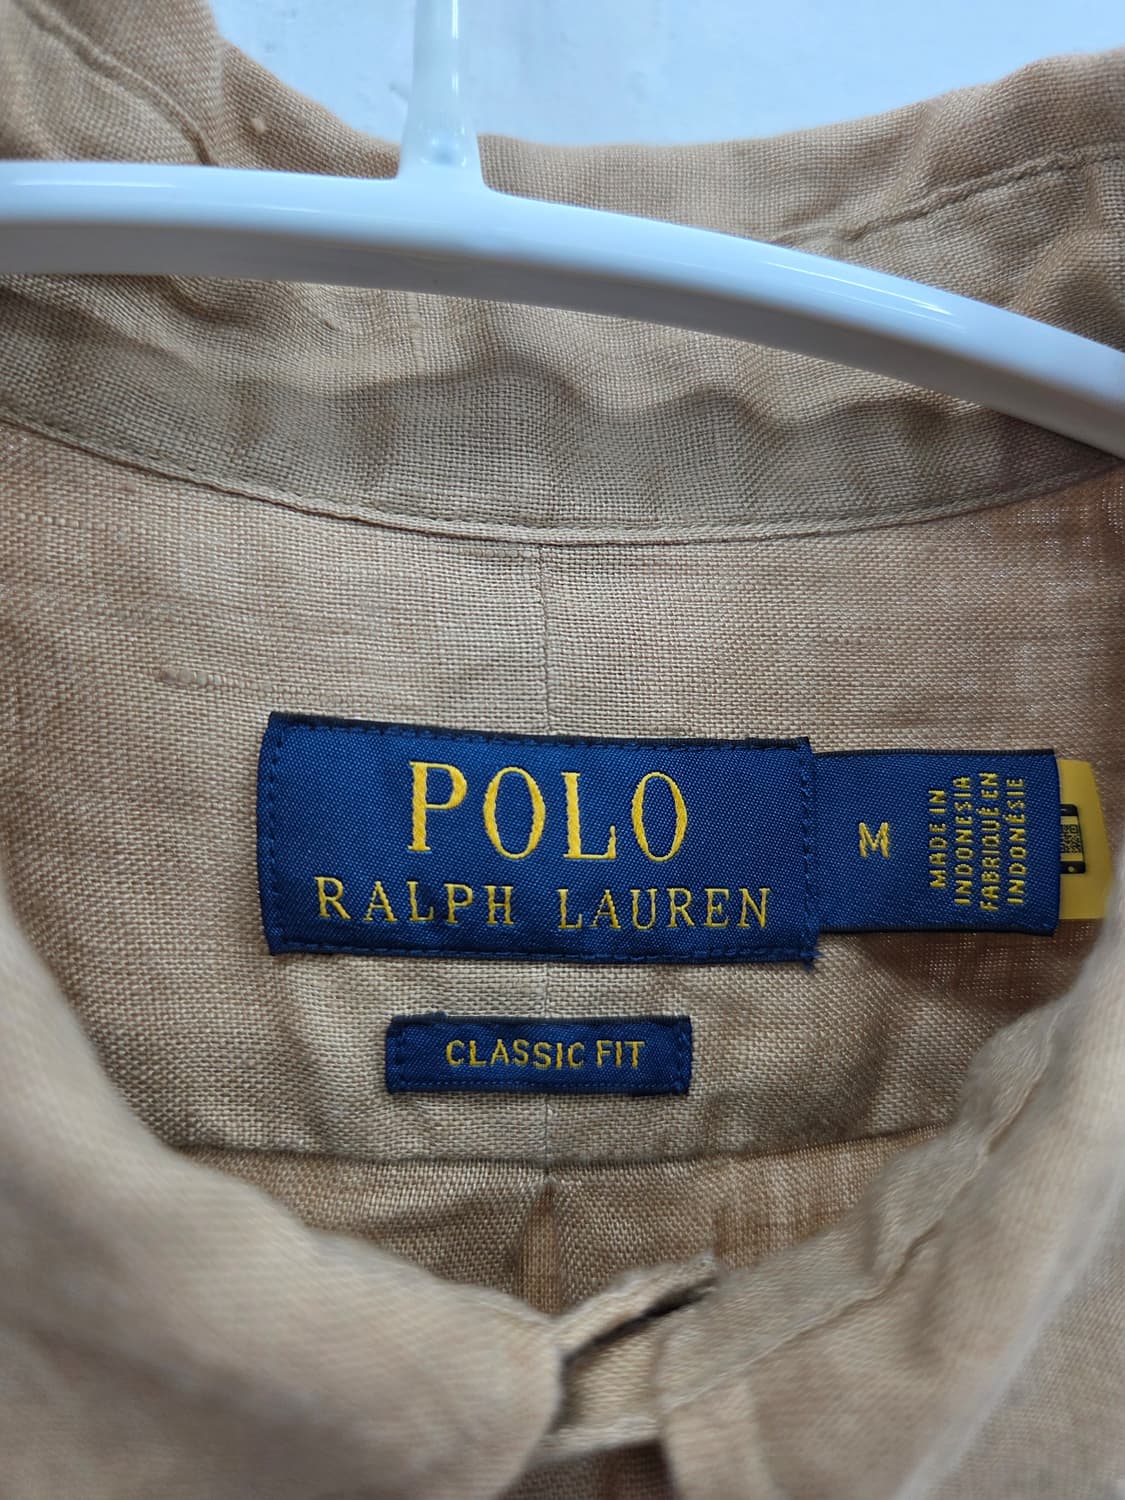 POLO
RALPH LAUREN
M
MADE IN
INDONESIA
FABRIQUÉ EN
INDONÉSIE
CLASSIC FIT